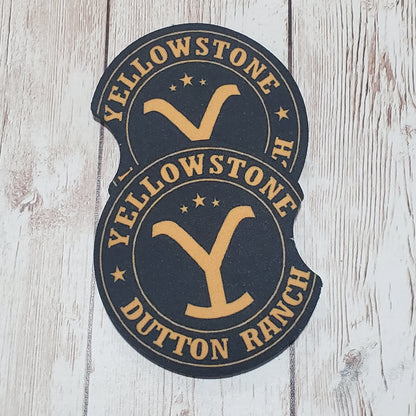 YELLOWSTONE
Y
YELLOWSTONE
Y
DUTTON RANCH